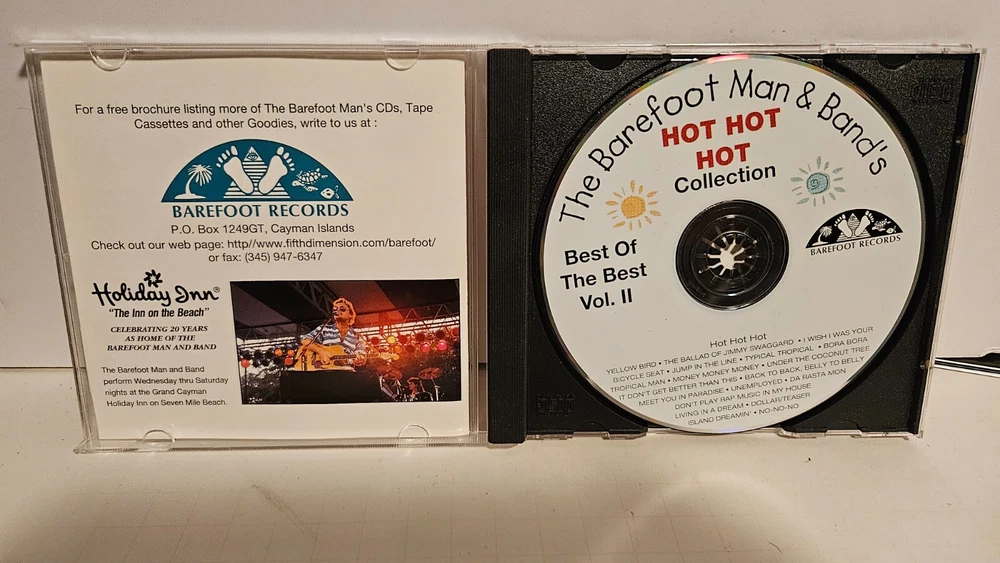 For a free brochure listing more of The Barefoot Man's CDs, Tape
Cassettes and other Goodies, write to us at :
BAREFOOT RECORDS
P.O. Box 1249GT, Cayman Islands
Check out our web page: http//www.fifthdimension.com/barefoot/
or fax: (345) 947-6347
Holiday Inn®
"The Inn on the Beach"
CELEBRATING 20 YEARS
AS HOME OF THE
BAREFOOT MAN AND BAND
The Barefoot Man and Band
perform Wednesday thru Saturday
nights at the Grand Cayman
Holiday Inn on Seven Mile Beach.
The Barefoot Man & Band's
HOT HOT
HOT
Collection
Best Of
The Best
Vol. II
BAREFOOT RECORDS
Hot Hot Hot
YELLOW BIRD • THE BALLAD OF JIMMY SWAGGARD • I WISH I WAS YOUR
BICYCLE SEAT • JUMP IN THE LINE • TYPICAL TROPICAL • BORA BORA
TROPICAL MAN • MONEY MONEY MONEY • UNDER THE COCONUT TREE
IT DON'T GET BETTER THAN THIS • BACK TO BACK, BELLY TO BELLY
MEET YOU IN PARADISE • UNEMPLOYED • DA RASTA MON
DON'T PLAY RAP MUSIC IN MY HOUSE
LIVING IN A DREAM • DOLLAR/TEASER
ISLAND DREAMIN' • NO-NO-NO